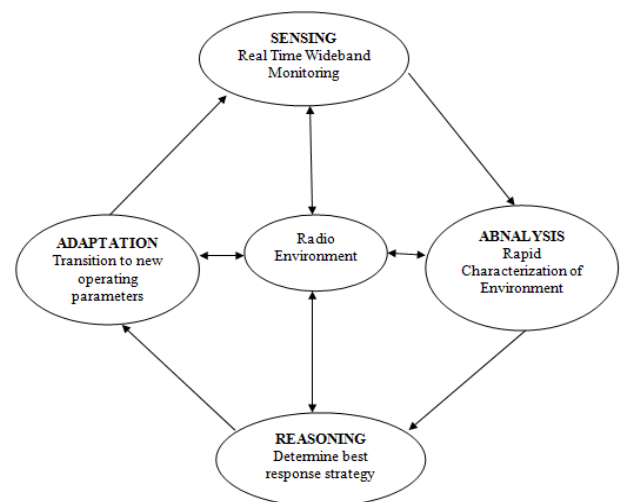 SENSING
Real Time Wideband
Monitoring
ADAPTATION
Transition to new
operating
parameters
Radio
Environment
ABNALYSIS
Rapid
Characterization of
Environment
REASONING
Determine best
response strategy